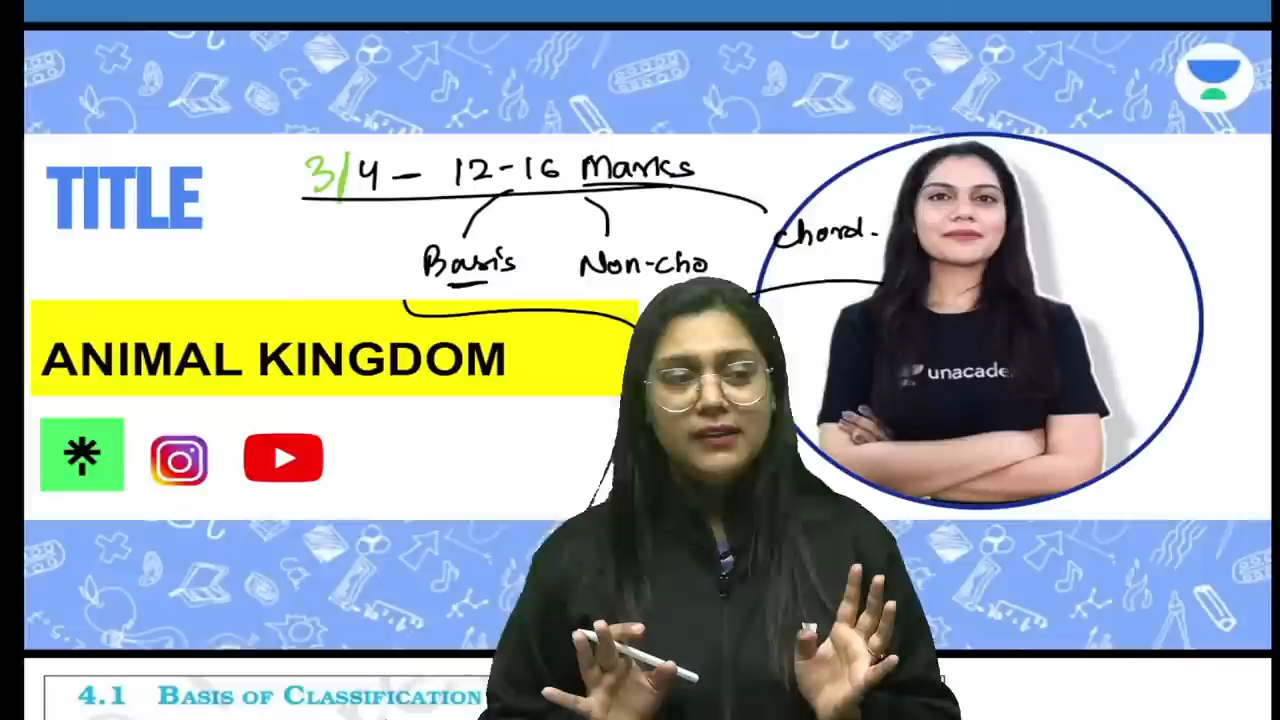 TITLE
3/4 - 12-16 Marks
Basis Non-cho chord.
ANIMAL KINGDOM
unacade
4.1 BASIS OF CLASSIFICATION